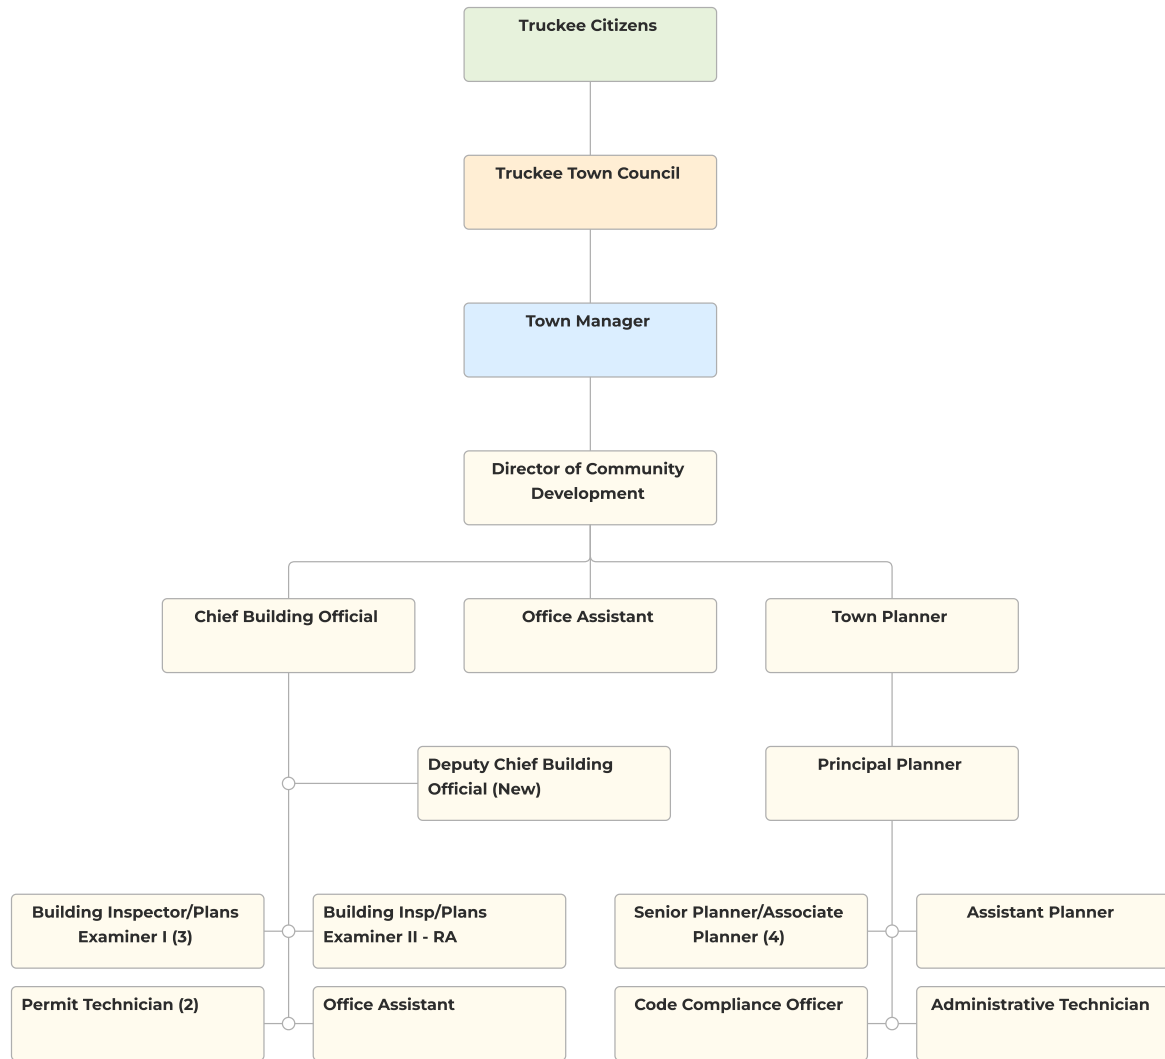 Truckee Citizens
Truckee Town Council
Town Manager
Director of Community
Development
Chief Building Official
Office Assistant
Town Planner
Deputy Chief Building
Official (New)
Principal Planner
Building Inspector/Plans
Examiner I (3)
Building Insp/Plans
Examiner II - RA
Senior Planner/Associate
Planner (4)
Assistant Planner
Permit Technician (2)
Office Assistant
Code Compliance Officer
Administrative Technician